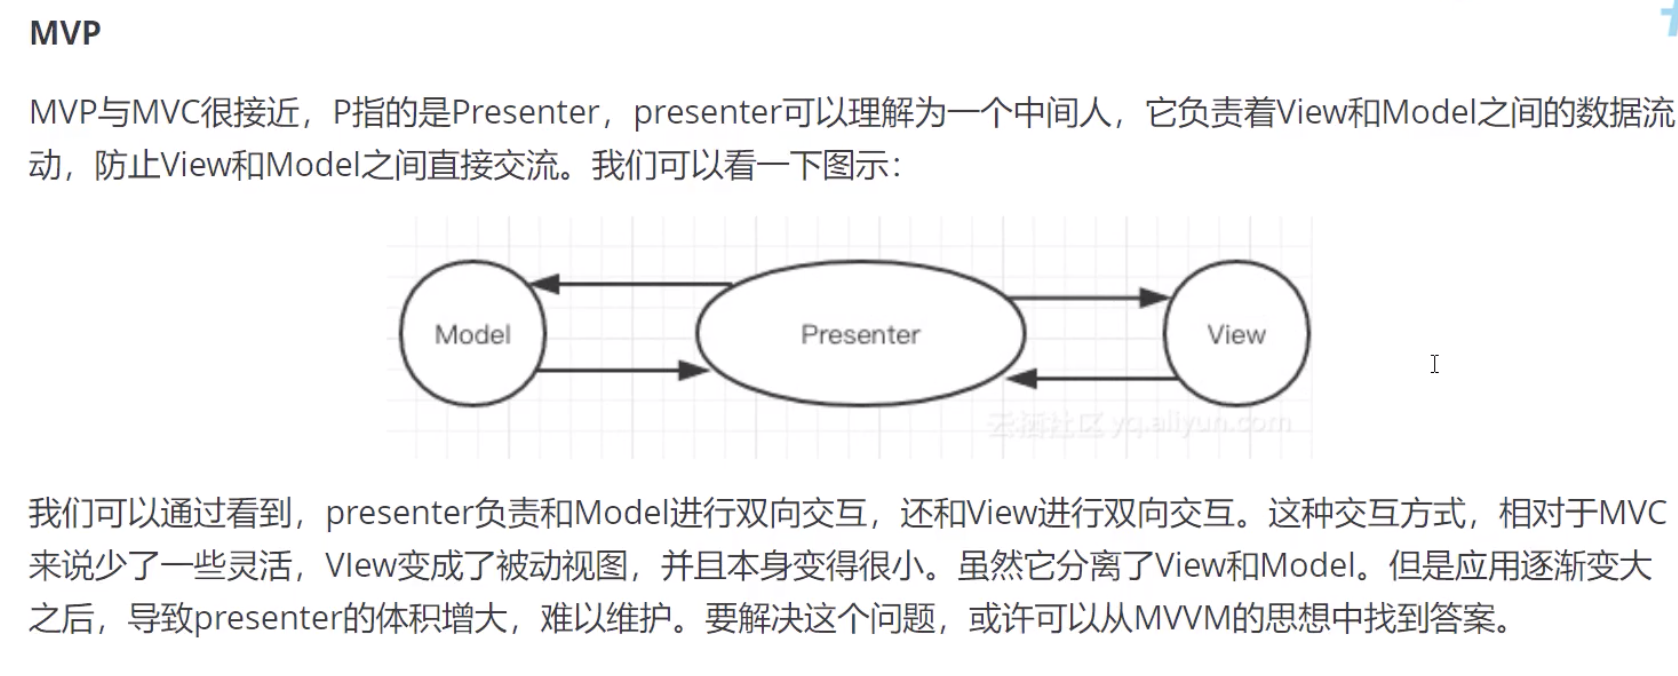 MVP
MVP与MVC很接近，P指的是Presenter，presenter可以理解为一个中间人，它负责着View和Model之间的数据流
动，防止View和Model之间直接交流。我们可以看一下图示：
Model
Presenter
View
云栖社区 yq.aliyun.com
我们可以通过看到，presenter负责和Model进行双向交互，还和View进行双向交互。这种交互方式，相对于MVC
来说少了一些灵活，VIew变成了被动视图，并且本身变得很小。虽然它分离了View和Model。但是应用逐渐变大
之后，导致presenter的体积增大，难以维护。要解决这个问题，或许可以从MVVM的思想中找到答案。